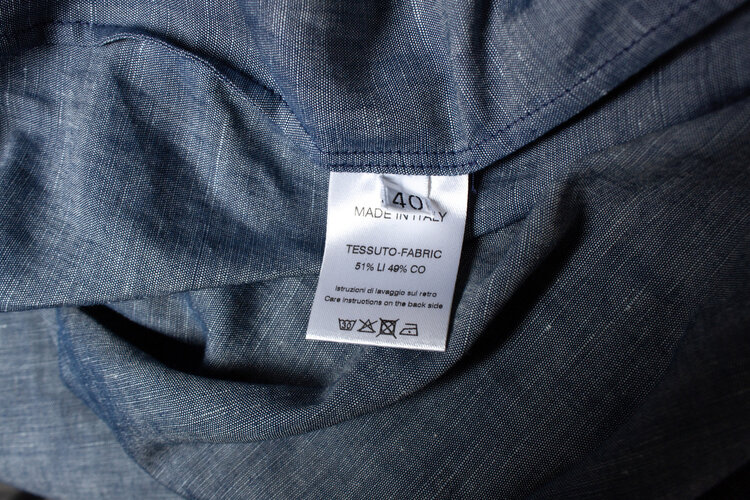 40
MADE IN ITALY
TESSUTO-FABRIC
51% LI 49% CO
Istruzioni di lavaggio sul retro
Care instructions on the back side